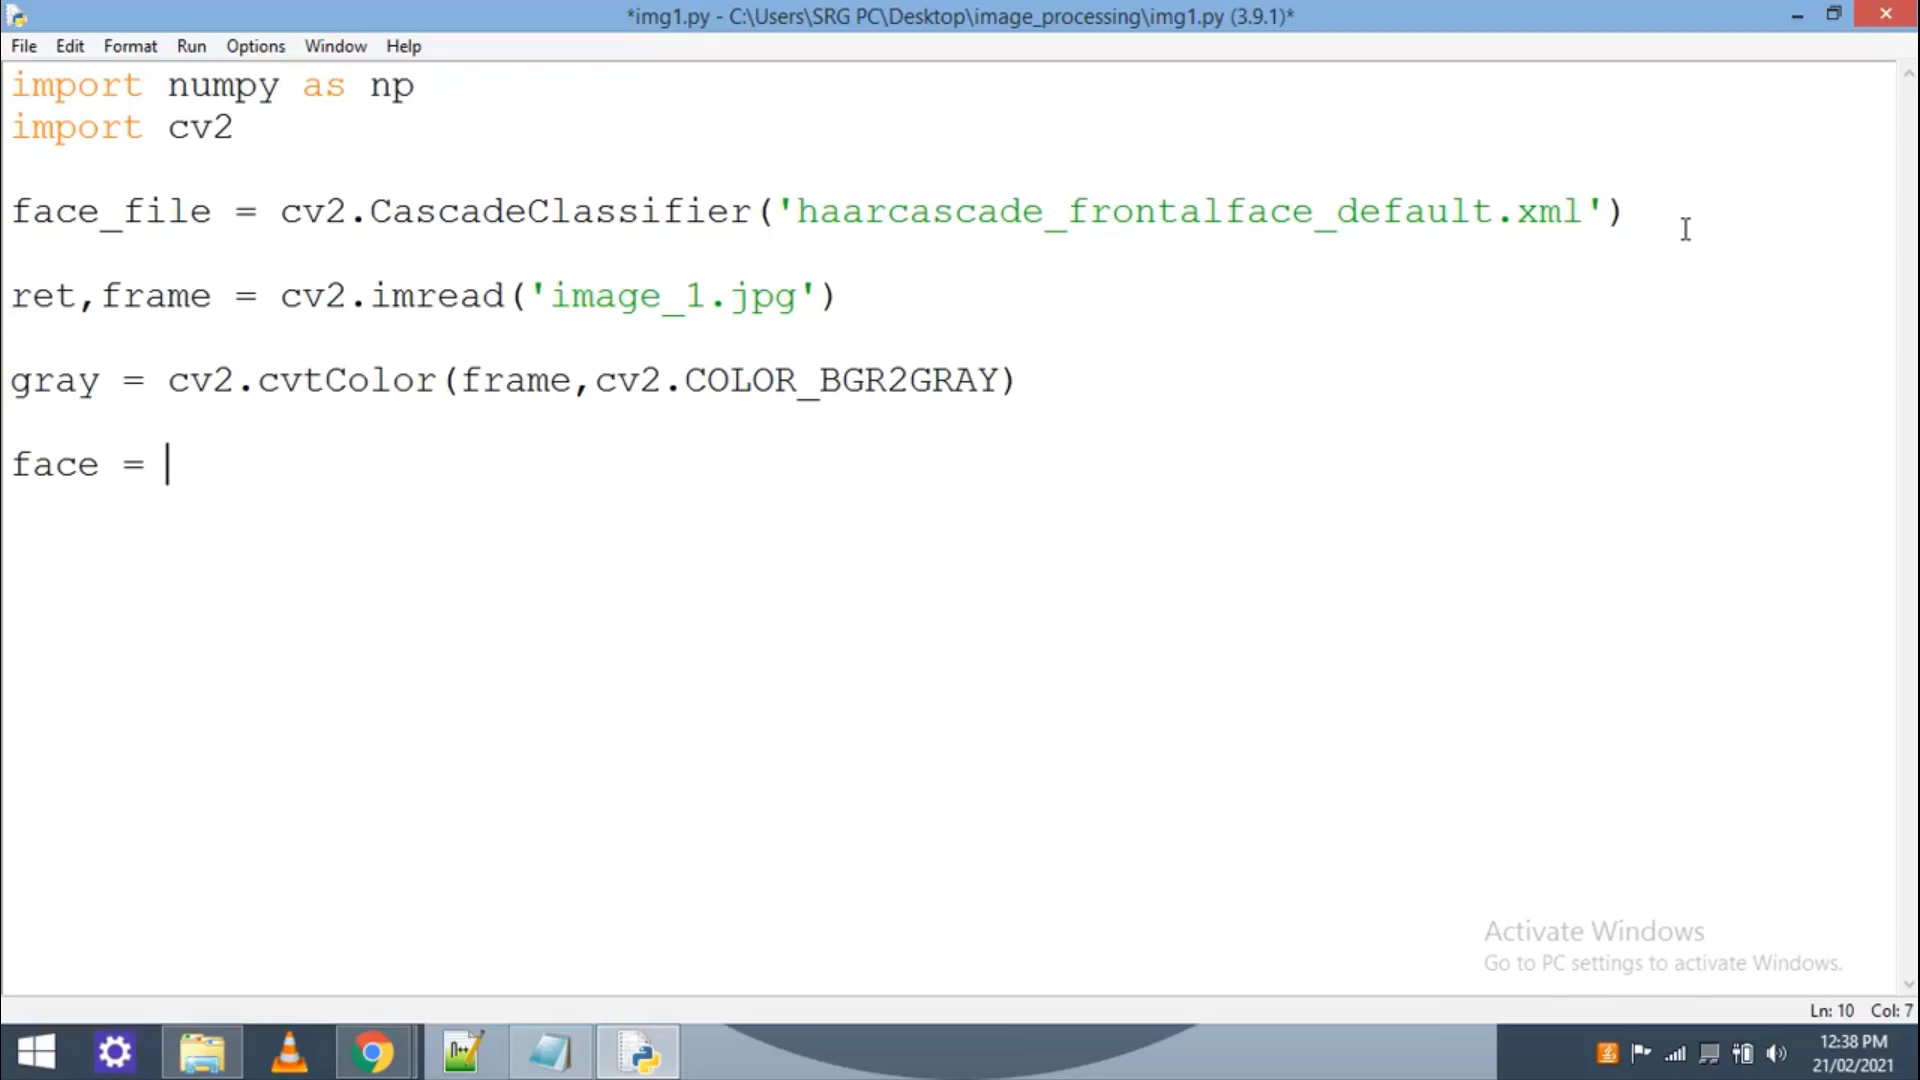 *img1.py - C:\Users\SRG PC\Desktop\image_processing\img1.py (3.9.1)*
File Edit Format Run Options Window Help
import numpy as np
import cv2
face_file = cv2.CascadeClassifier('haarcascade_frontalface_default.xml')
ret,frame = cv2.imread('image_1.jpg')
gray = cv2.cvtColor(frame,cv2.COLOR_BGR2GRAY)
face =
Activate Windows
Go to PC settings to activate Windows.
Ln: 10 Col: 7
12:38 PM
21/02/2021